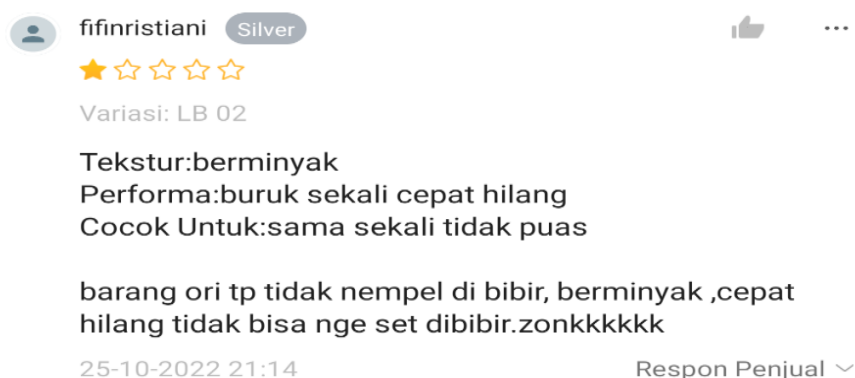 fifinristiani Silver
Variasi: LB 02
Tekstur:berminyak
Performa:buruk sekali cepat hilang
Cocok Untuk:sama sekali tidak puas
barang ori tp tidak nempel di bibir, berminyak ,cepat
hilang tidak bisa nge set dibibir.zonkkkkkk
25-10-2022 21:14 Respon Penjual